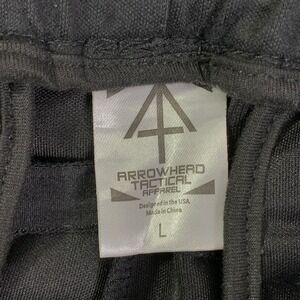 ARROWHEAD
TACTICAL
APPAREL
Designed in the USA.
Made in China
L